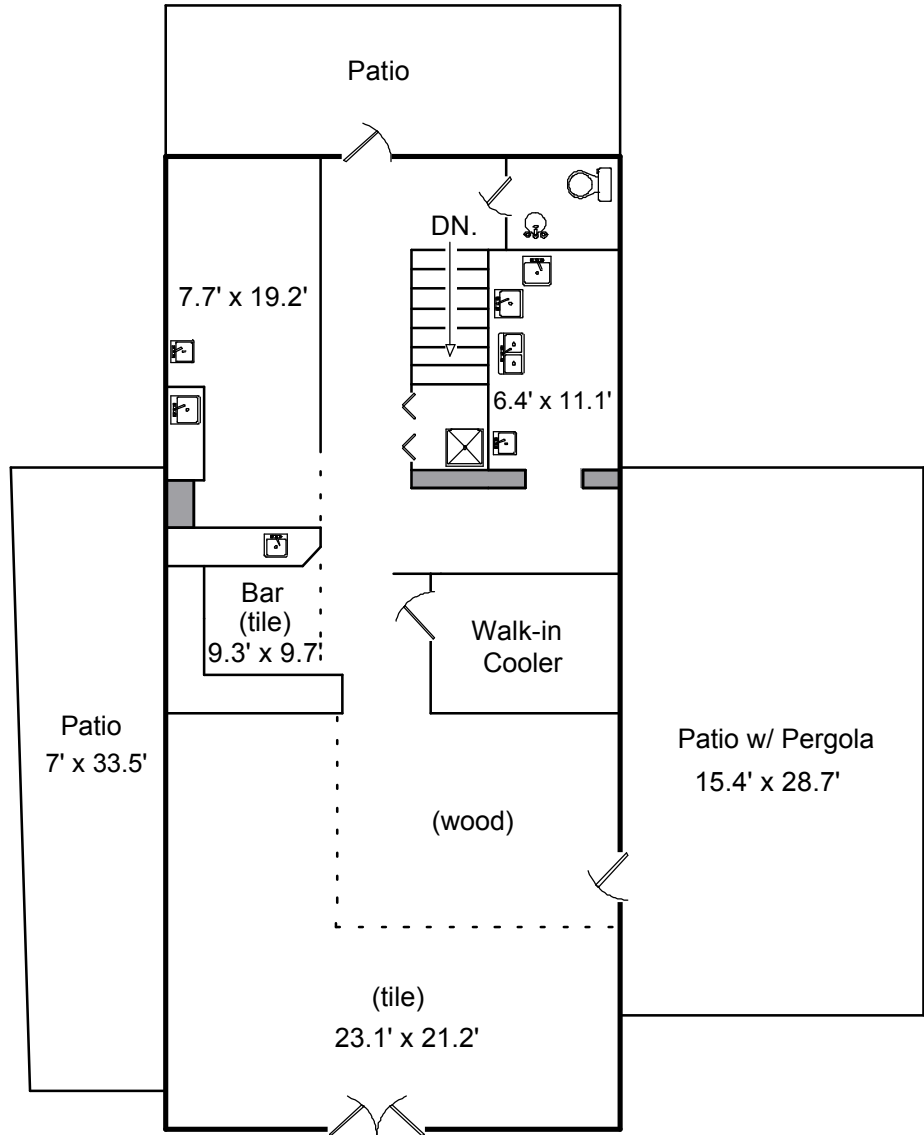 Patio
DN.
7.7' x 19.2'
6.4' x 11.1'
Bar
(tile)
9.3' x 9.7'
Walk-in
Cooler
Patio
7' x 33.5'
Patio w/ Pergola
15.4' x 28.7'
(wood)
(tile)
23.1' x 21.2'